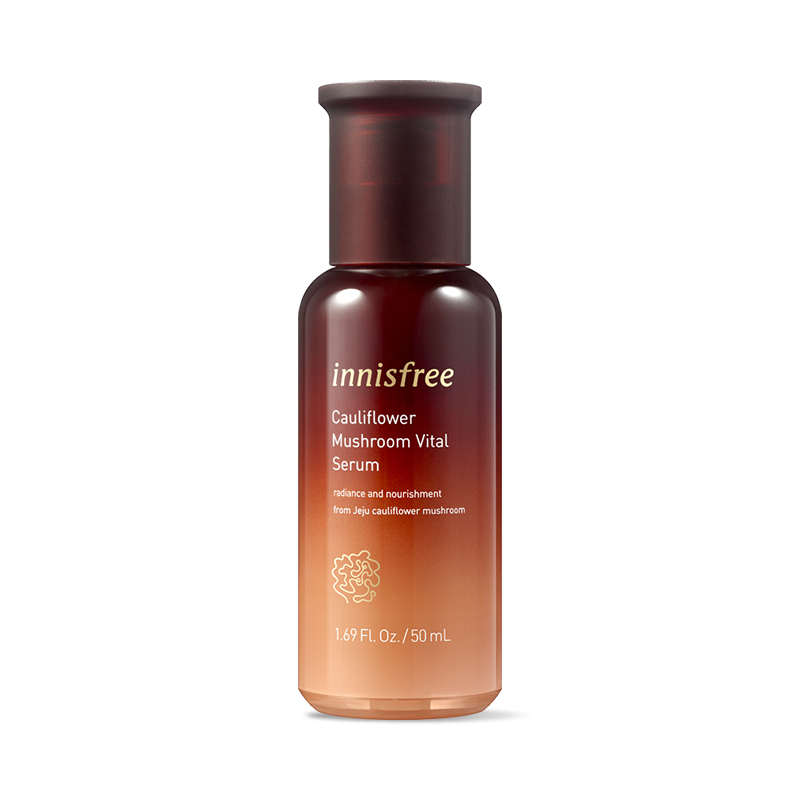 innisfree
Cauliflower
Mushroom Vital
Serum
radiance and nourishment
from Jeju cauliflower mushroom
1.69 Fl. Oz. / 50 mL